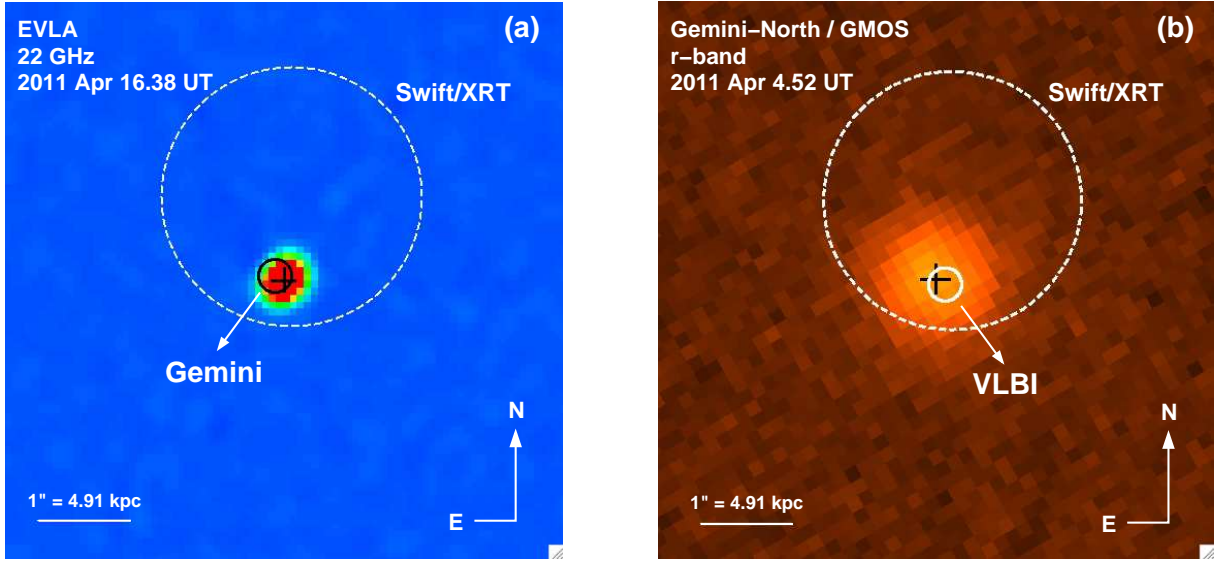 EVLA
22 GHz
2011 Apr 16.38 UT
(a)
Swift/XRT
Gemini
N
E
1" = 4.91 kpc
Gemini−North / GMOS
r−band
2011 Apr 4.52 UT
(b)
Swift/XRT
VLBI
N
E
1" = 4.91 kpc